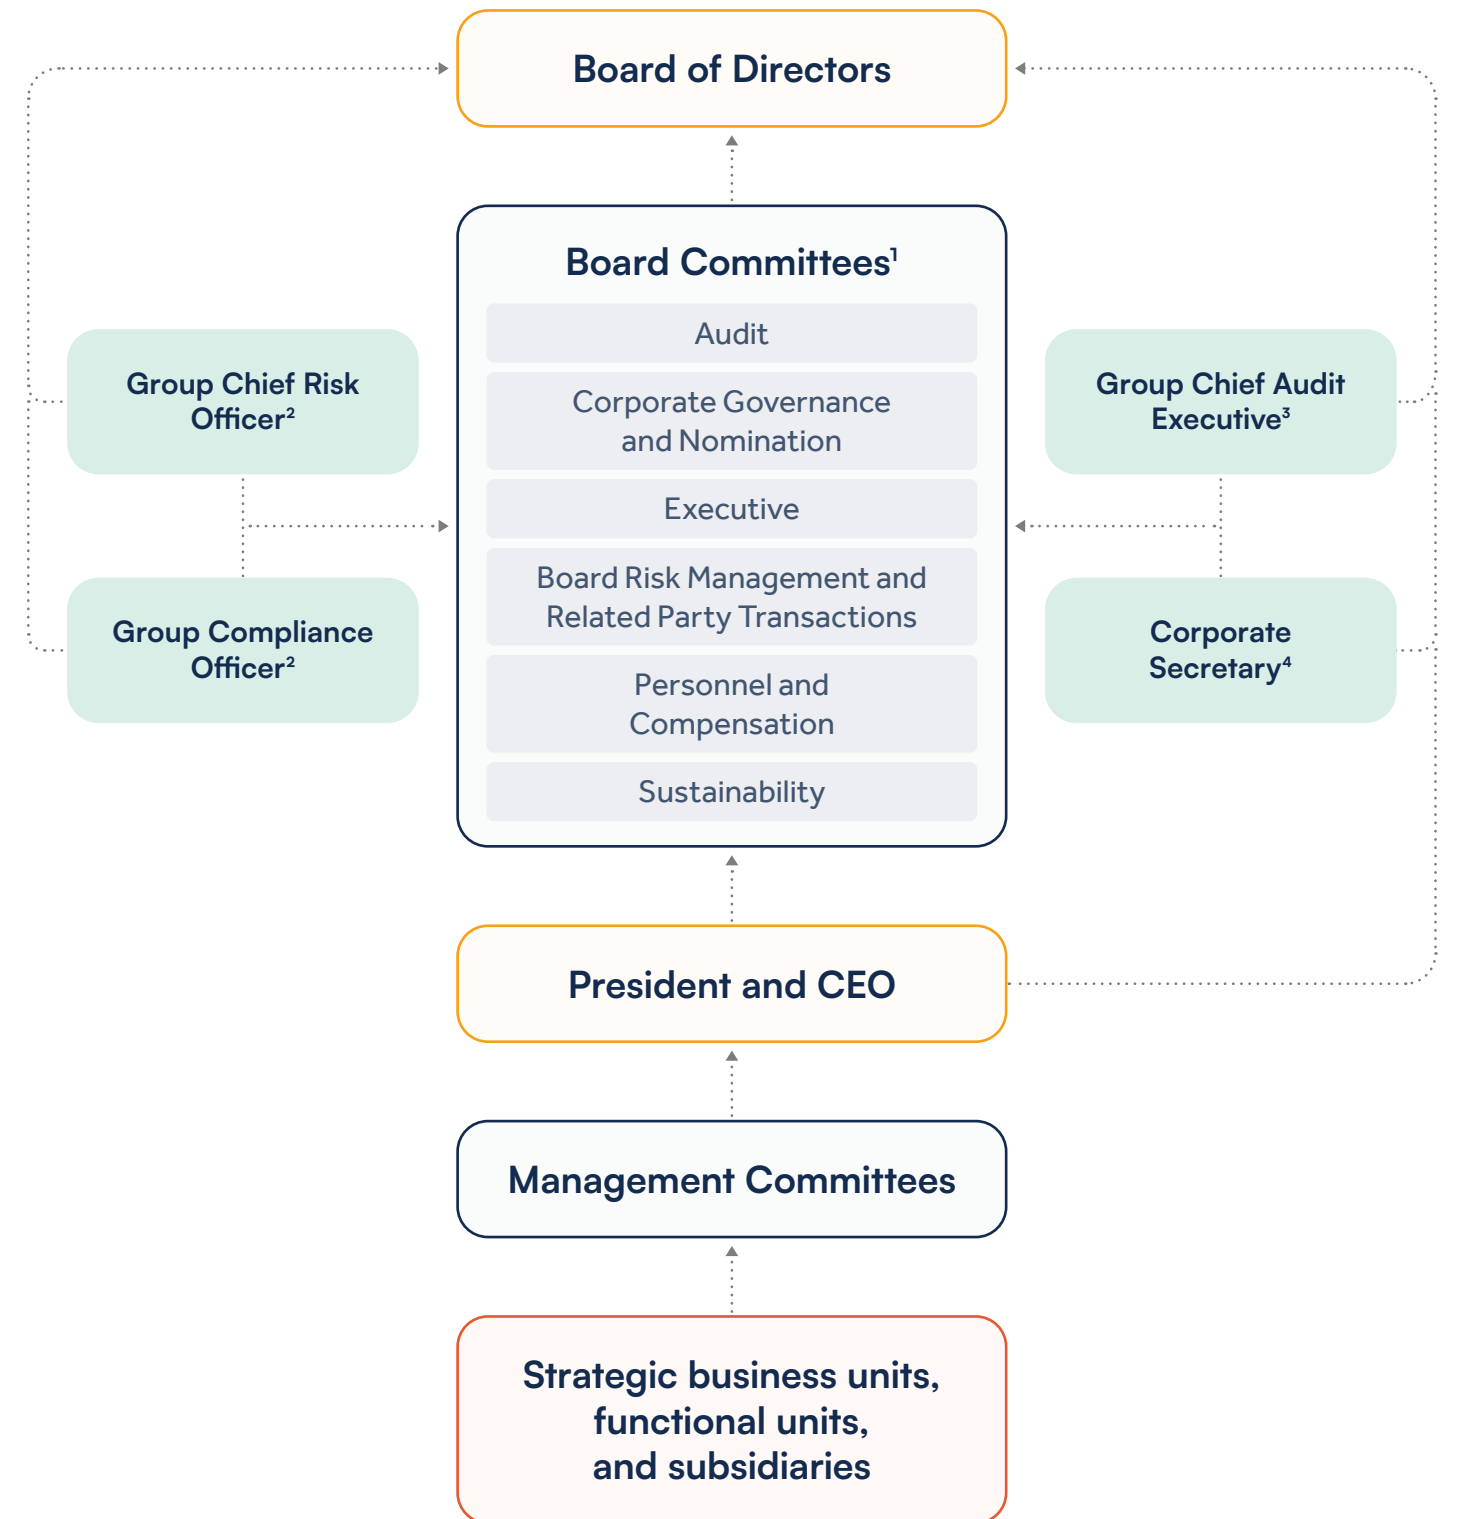 Board of Directors
Board Committees¹
Audit
Corporate Governance
and Nomination
Executive
Board Risk Management and
Related Party Transactions
Personnel and
Compensation
Sustainability
Group Chief Risk
Officer²
Group Compliance
Officer²
Group Chief Audit
Executive³
Corporate
Secretary⁴
President and CEO
Management Committees
Strategic business units,
functional units,
and subsidiaries